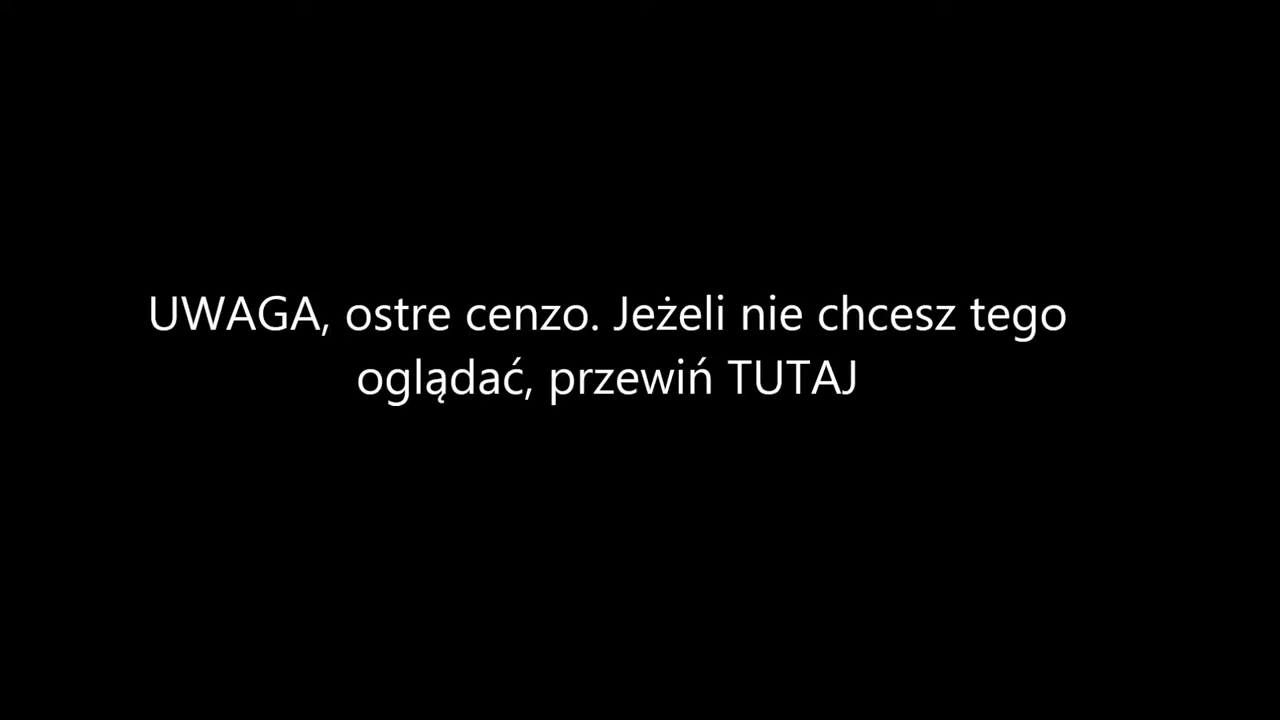 UWAGA, ostre cenzo. Jeżeli nie chcesz tego
oglądać, przewiń TUTAJ